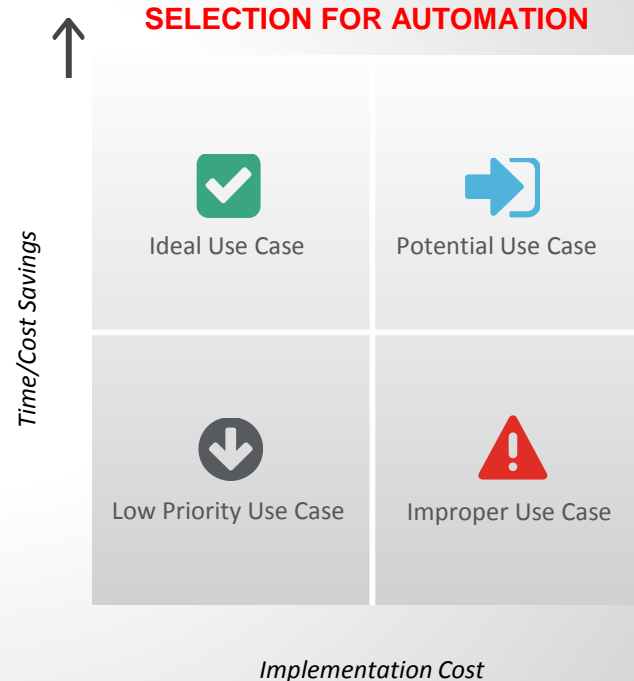 SELECTION FOR AUTOMATION
Ideal Use Case
Potential Use Case
Time/Cost Savings
Low Priority Use Case
Improper Use Case
Implementation Cost